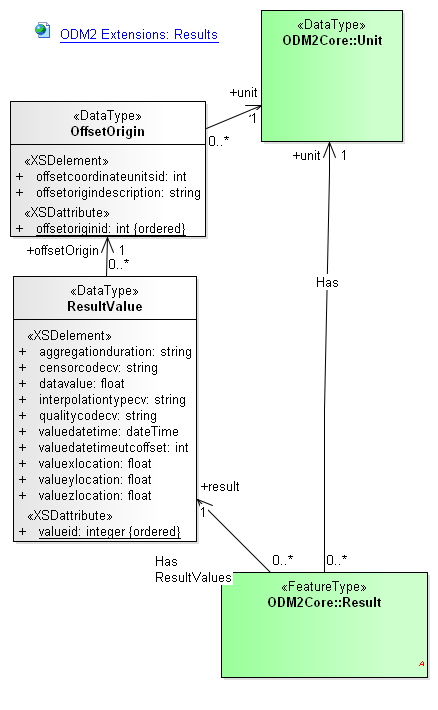 ODM2 Extensions: Results
«DataType»
ODM2Core::Unit
+unit
1
0..*
«DataType»
OffsetOrigin
«XSDelement»
+ offsetcoordinateunitsid: int
+ offsetorigindescription: string
«XSDattribute»
+ offsetoriginid: int {ordered}
+unit 1
+offsetOrigin 1
0..*
«DataType»
ResultValue
«XSDelement»
+ aggregationduration: string
+ censorcodecv: string
+ datavalue: float
+ interpolationtypecv: string
+ qualitycodecv: string
+ valuedatetime: dateTime
+ valuedatetimeutcoffset: int
+ valuexlocation: float
+ valueylocation: float
+ valuezlocation: float
«XSDattribute»
+ valueid: integer {ordered}
Has
+result
1
Has
ResultValues
0..*
0..*
«FeatureType»
ODM2Core::Result
A